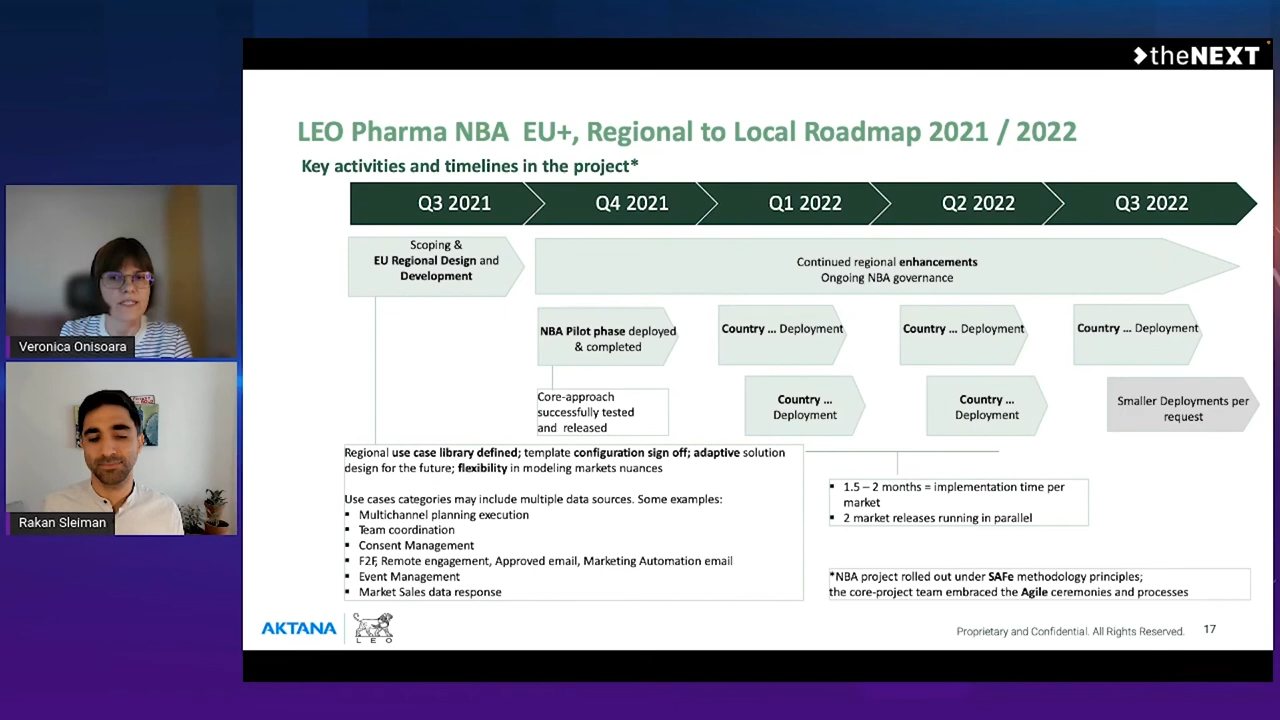 theNEXT
LEO Pharma NBA EU+, Regional to Local Roadmap 2021 / 2022
Key activities and timelines in the project*
Q3 2021
Q4 2021
Q1 2022
Q2 2022
Q3 2022
Scoping &
EU Regional Design and
Development
Continued regional enhancements
Ongoing NBA governance
NBA Pilot phase deployed
& completed
Country ... Deployment
Country ... Deployment
Country ... Deployment
Core-approach
successfully tested
and released
Country ...
Deployment
Country ...
Deployment
Smaller Deployments per
request
Regional use case library defined; template configuration sign off; adaptive solution
design for the future; flexibility in modeling markets nuances
Use cases categories may include multiple data sources. Some examples:
▪ Multichannel planning execution
▪ Team coordination
▪ Consent Management
▪ F2F, Remote engagement, Approved email, Marketing Automation email
▪ Event Management
▪ Market Sales data response
▪ 1.5 – 2 months = implementation time per
market
▪ 2 market releases running in parallel
*NBA project rolled out under SAFe methodology principles;
the core-project team embraced the Agile ceremonies and processes
AKTANA
LEO
Proprietary and Confidential. All Rights Reserved.
17
Veronica Onisoara
Rakan Sleiman